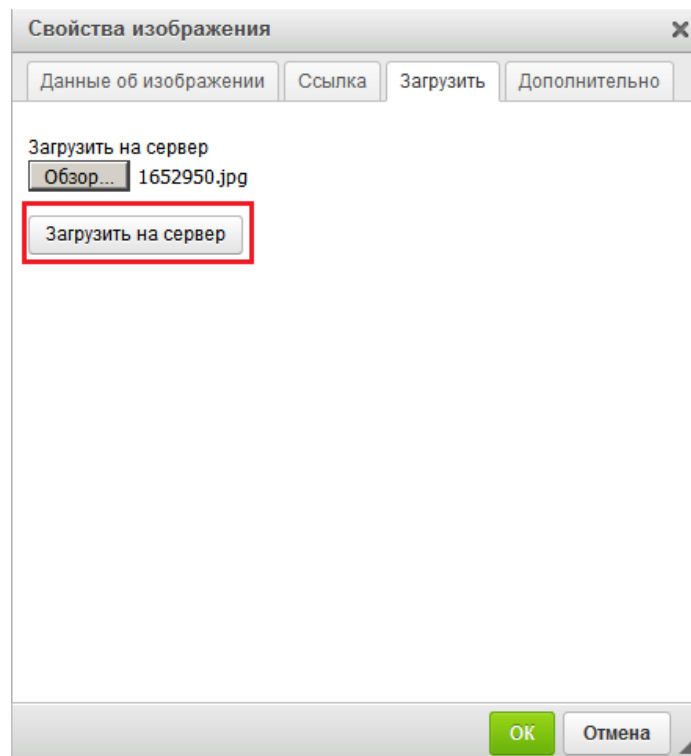 Свойства изображения
Данные об изображении Ссылка Загрузить Дополнительно
Загрузить на сервер
Обзор... 1652950.jpg
Загрузить на сервер
ОК Отмена